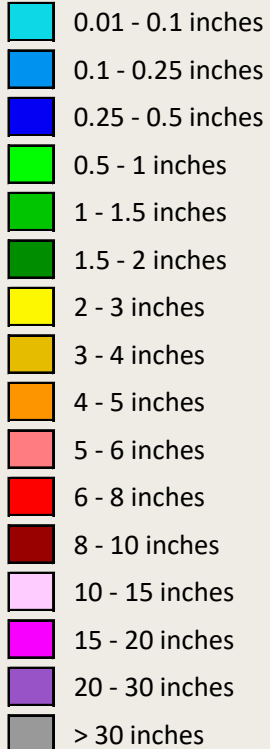 0.01 - 0.1 inches
0.1 - 0.25 inches
0.25 - 0.5 inches
0.5 - 1 inches
1 - 1.5 inches
1.5 - 2 inches
2 - 3 inches
3 - 4 inches
4 - 5 inches
5 - 6 inches
6 - 8 inches
8 - 10 inches
10 - 15 inches
15 - 20 inches
20 - 30 inches
> 30 inches